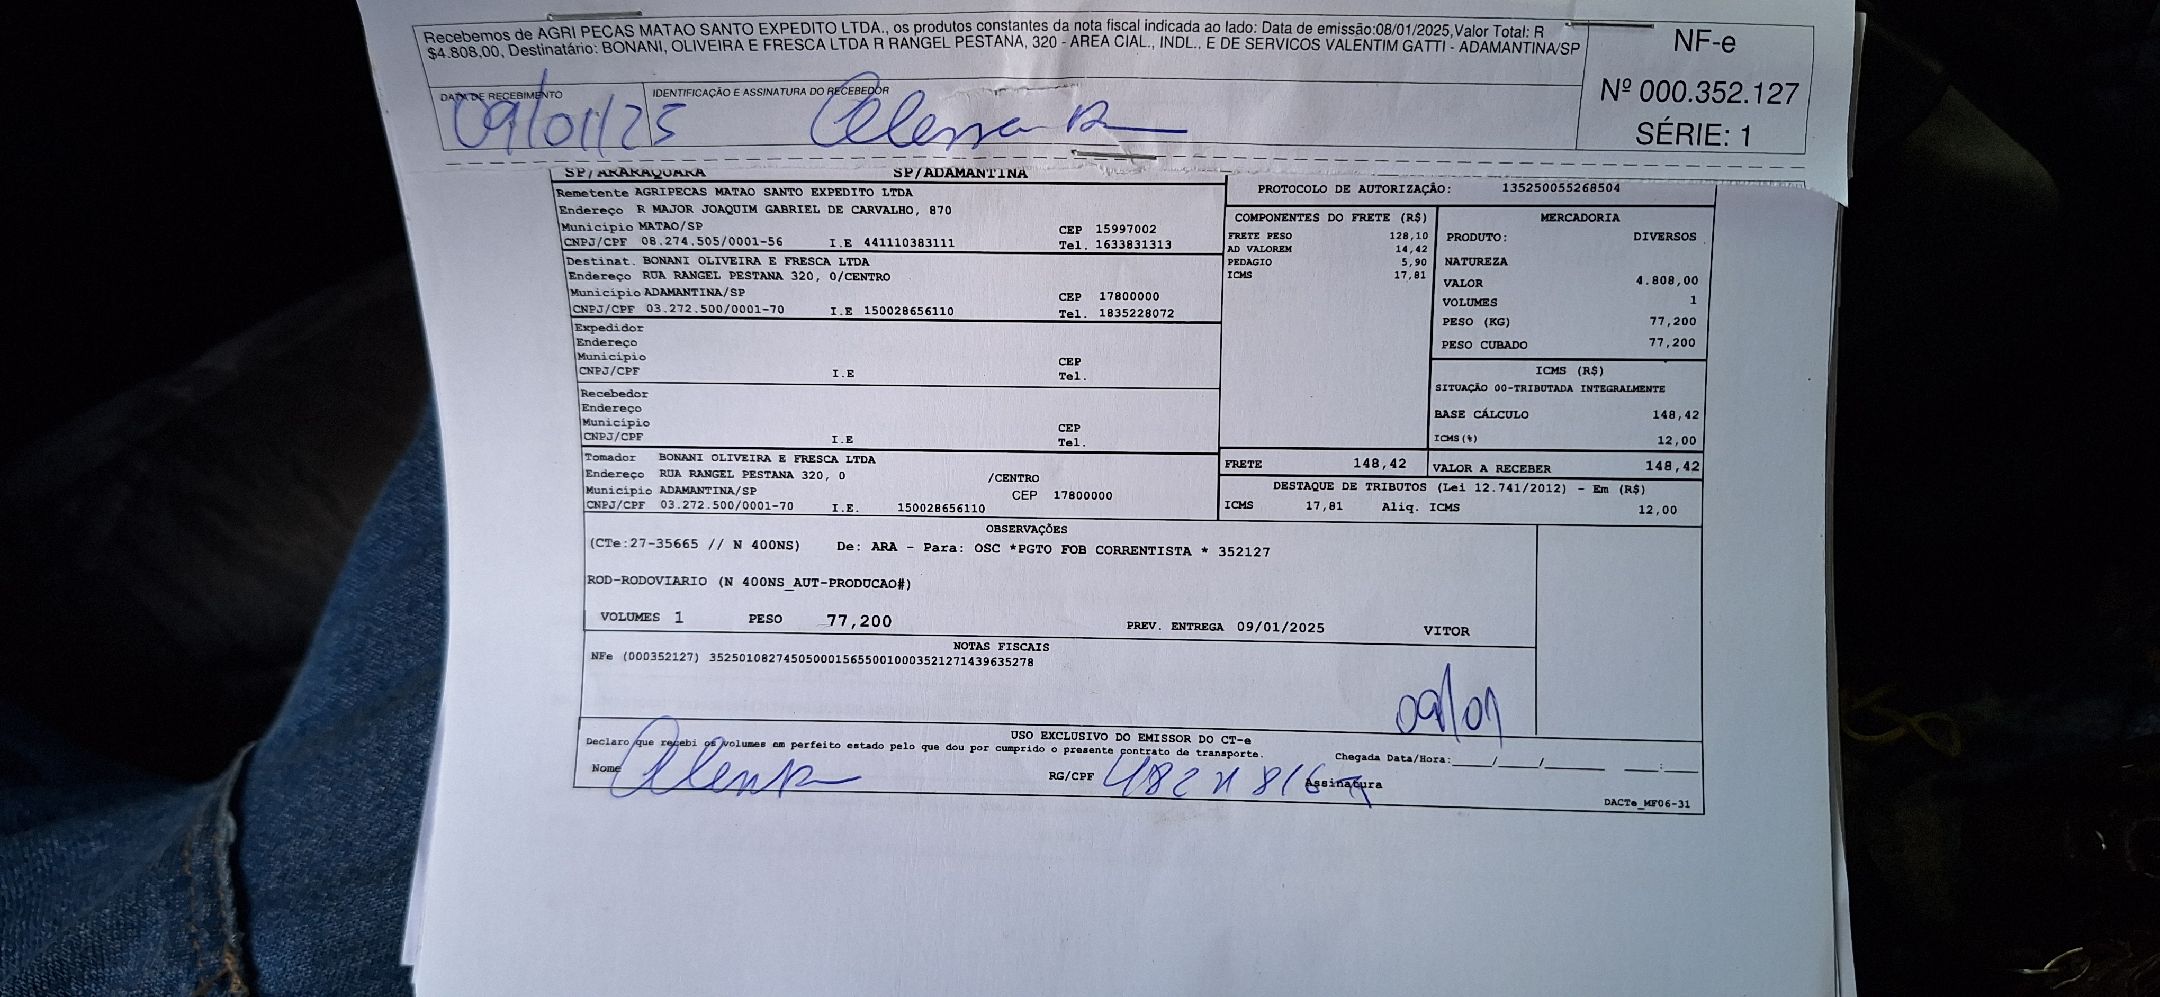 Recebemos de AGRI PECAS MATAO SANTO EXPEDITO LTDA., os produtos constantes da nota fiscal indicada ao lado: Data de emissão:08/01/2025,Valor Total: R
$4.808,00, Destinatário: BONANI, OLIVEIRA E FRESCA LTDA R RANGEL PESTANA, 320 - AREA CIAL., INDL., E DE SERVICOS VALENTIM GATTI - ADAMANTINA/SP
NF-e
Nº 000.352.127
SÉRIE: 1
DATA DE RECEBIMENTO
IDENTIFICAÇÃO E ASSINATURA DO RECEBEDOR
09/01/25
SP/ARARAQUARA SP/ADAMANTINA
Remetente AGRIPECAS MATAO SANTO EXPEDITO LTDA
Endereço R MAJOR JOAQUIM GABRIEL DE CARVALHO, 870
Município MATAO/SP CEP 15997002
CNPJ/CPF 08.274.505/0001-56 I.E 441110383111 Tel. 1633831313
Destinat. BONANI OLIVEIRA E FRESCA LTDA
Endereço RUA RANGEL PESTANA 320, 0/CENTRO
Município ADAMANTINA/SP CEP 17800000
CNPJ/CPF 03.272.500/0001-70 I.E 150028656110 Tel. 1835228072
Expedidor
Endereço
Município CEP
CNPJ/CPF I.E Tel.
Recebedor
Endereço
Município CEP
CNPJ/CPF I.E Tel.
Tomador BONANI OLIVEIRA E FRESCA LTDA
Endereço RUA RANGEL PESTANA 320, 0 /CENTRO
Município ADAMANTINA/SP CEP 17800000
CNPJ/CPF 03.272.500/0001-70 I.E. 150028656110
PROTOCOLO DE AUTORIZAÇÃO: 135250055268504
COMPONENTES DO FRETE (R$)
FRETE PESO 128,10
AD VALOREM 14,42
PEDAGIO 5,90
ICMS 17,81
MERCADORIA
PRODUTO: DIVERSOS
NATUREZA
VALOR 4.808,00
VOLUMES 1
PESO (KG) 77,200
PESO CUBADO 77,200
ICMS (R$)
SITUAÇÃO 00-TRIBUTADA INTEGRALMENTE
BASE CÁLCULO 148,42
ICMS(%) 12,00
FRETE 148,42
VALOR A RECEBER 148,42
DESTAQUE DE TRIBUTOS (Lei 12.741/2012) - Em (R$)
ICMS 17,81 Aliq. ICMS 12,00
OBSERVAÇÕES
(CTe:27-35665 // N 400NS) De: ARA - Para: OSC *PGTO FOB CORRENTISTA * 352127
ROD-RODOVIARIO (N 400NS_AUT-PRODUCAO#)
VOLUMES 1 PESO 77,200 PREV. ENTREGA 09/01/2025 VITOR
NOTAS FISCAIS
NFe (000352127) 35250108274505000156550010003521271439635278
09/01
USO EXCLUSIVO DO EMISSOR DO CT-e
Declaro que recebi os volumes em perfeito estado pelo que dou por cumprido o presente contrato de transporte.
Chegada Data/Hora:____/____/______ ____:____
Nome RG/CPF Assinatura
DACTe_MF06-31